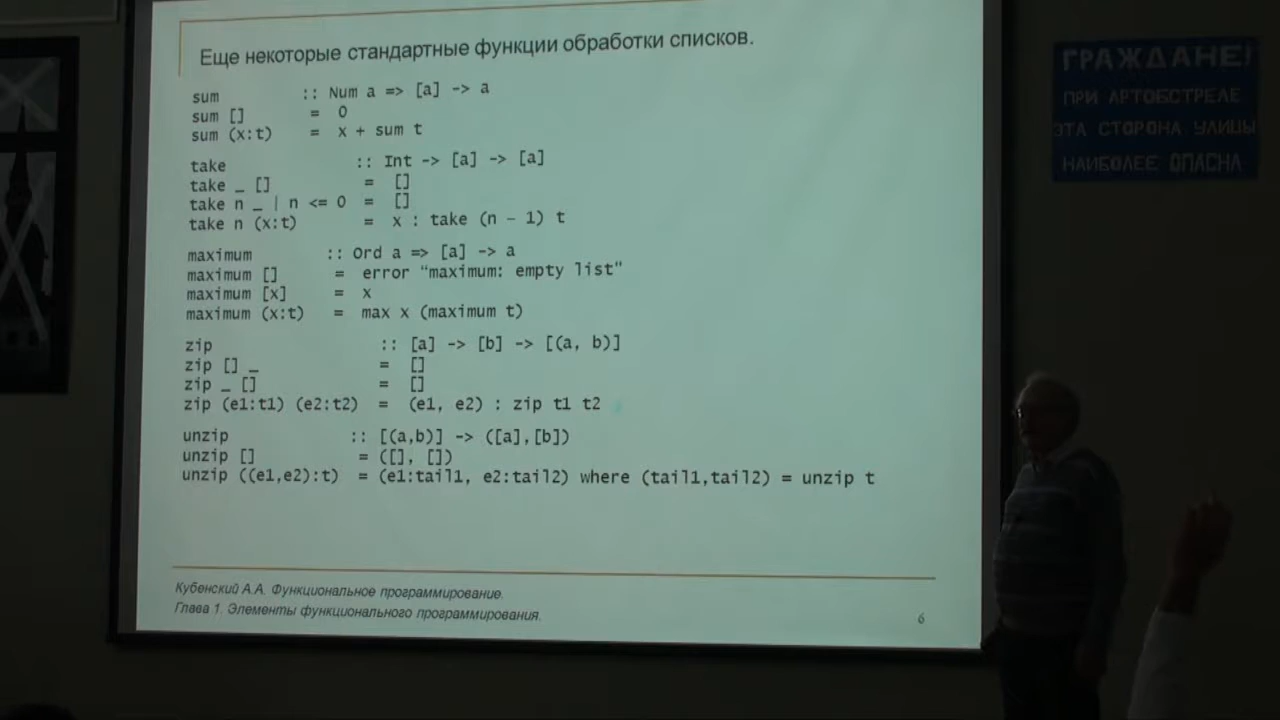 Еще некоторые стандартные функции обработки списков.
sum :: Num a => [a] -> a
sum [] = 0
sum (x:t) = x + sum t
take :: Int -> [a] -> [a]
take _ [] = []
take n _ | n <= 0 = []
take n (x:t) = x : take (n - 1) t
maximum :: Ord a => [a] -> a
maximum [] = error "maximum: empty list"
maximum [x] = x
maximum (x:t) = max x (maximum t)
zip :: [a] -> [b] -> [(a, b)]
zip [] _ = []
zip _ [] = []
zip (e1:t1) (e2:t2) = (e1, e2) : zip t1 t2
unzip :: [(a,b)] -> ([a],[b])
unzip [] = ([], [])
unzip ((e1,e2):t) = (e1:tail1, e2:tail2) where (tail1,tail2) = unzip t
Кубенский А.А. Функциональное программирование.
Глава 1. Элементы функционального программирования.
6
ГРАЖДАНЕ!
ПРИ АРТОБСТРЕЛЕ
ЭТА СТОРОНА УЛИЦЫ
НАИБОЛЕЕ ОПАСНА